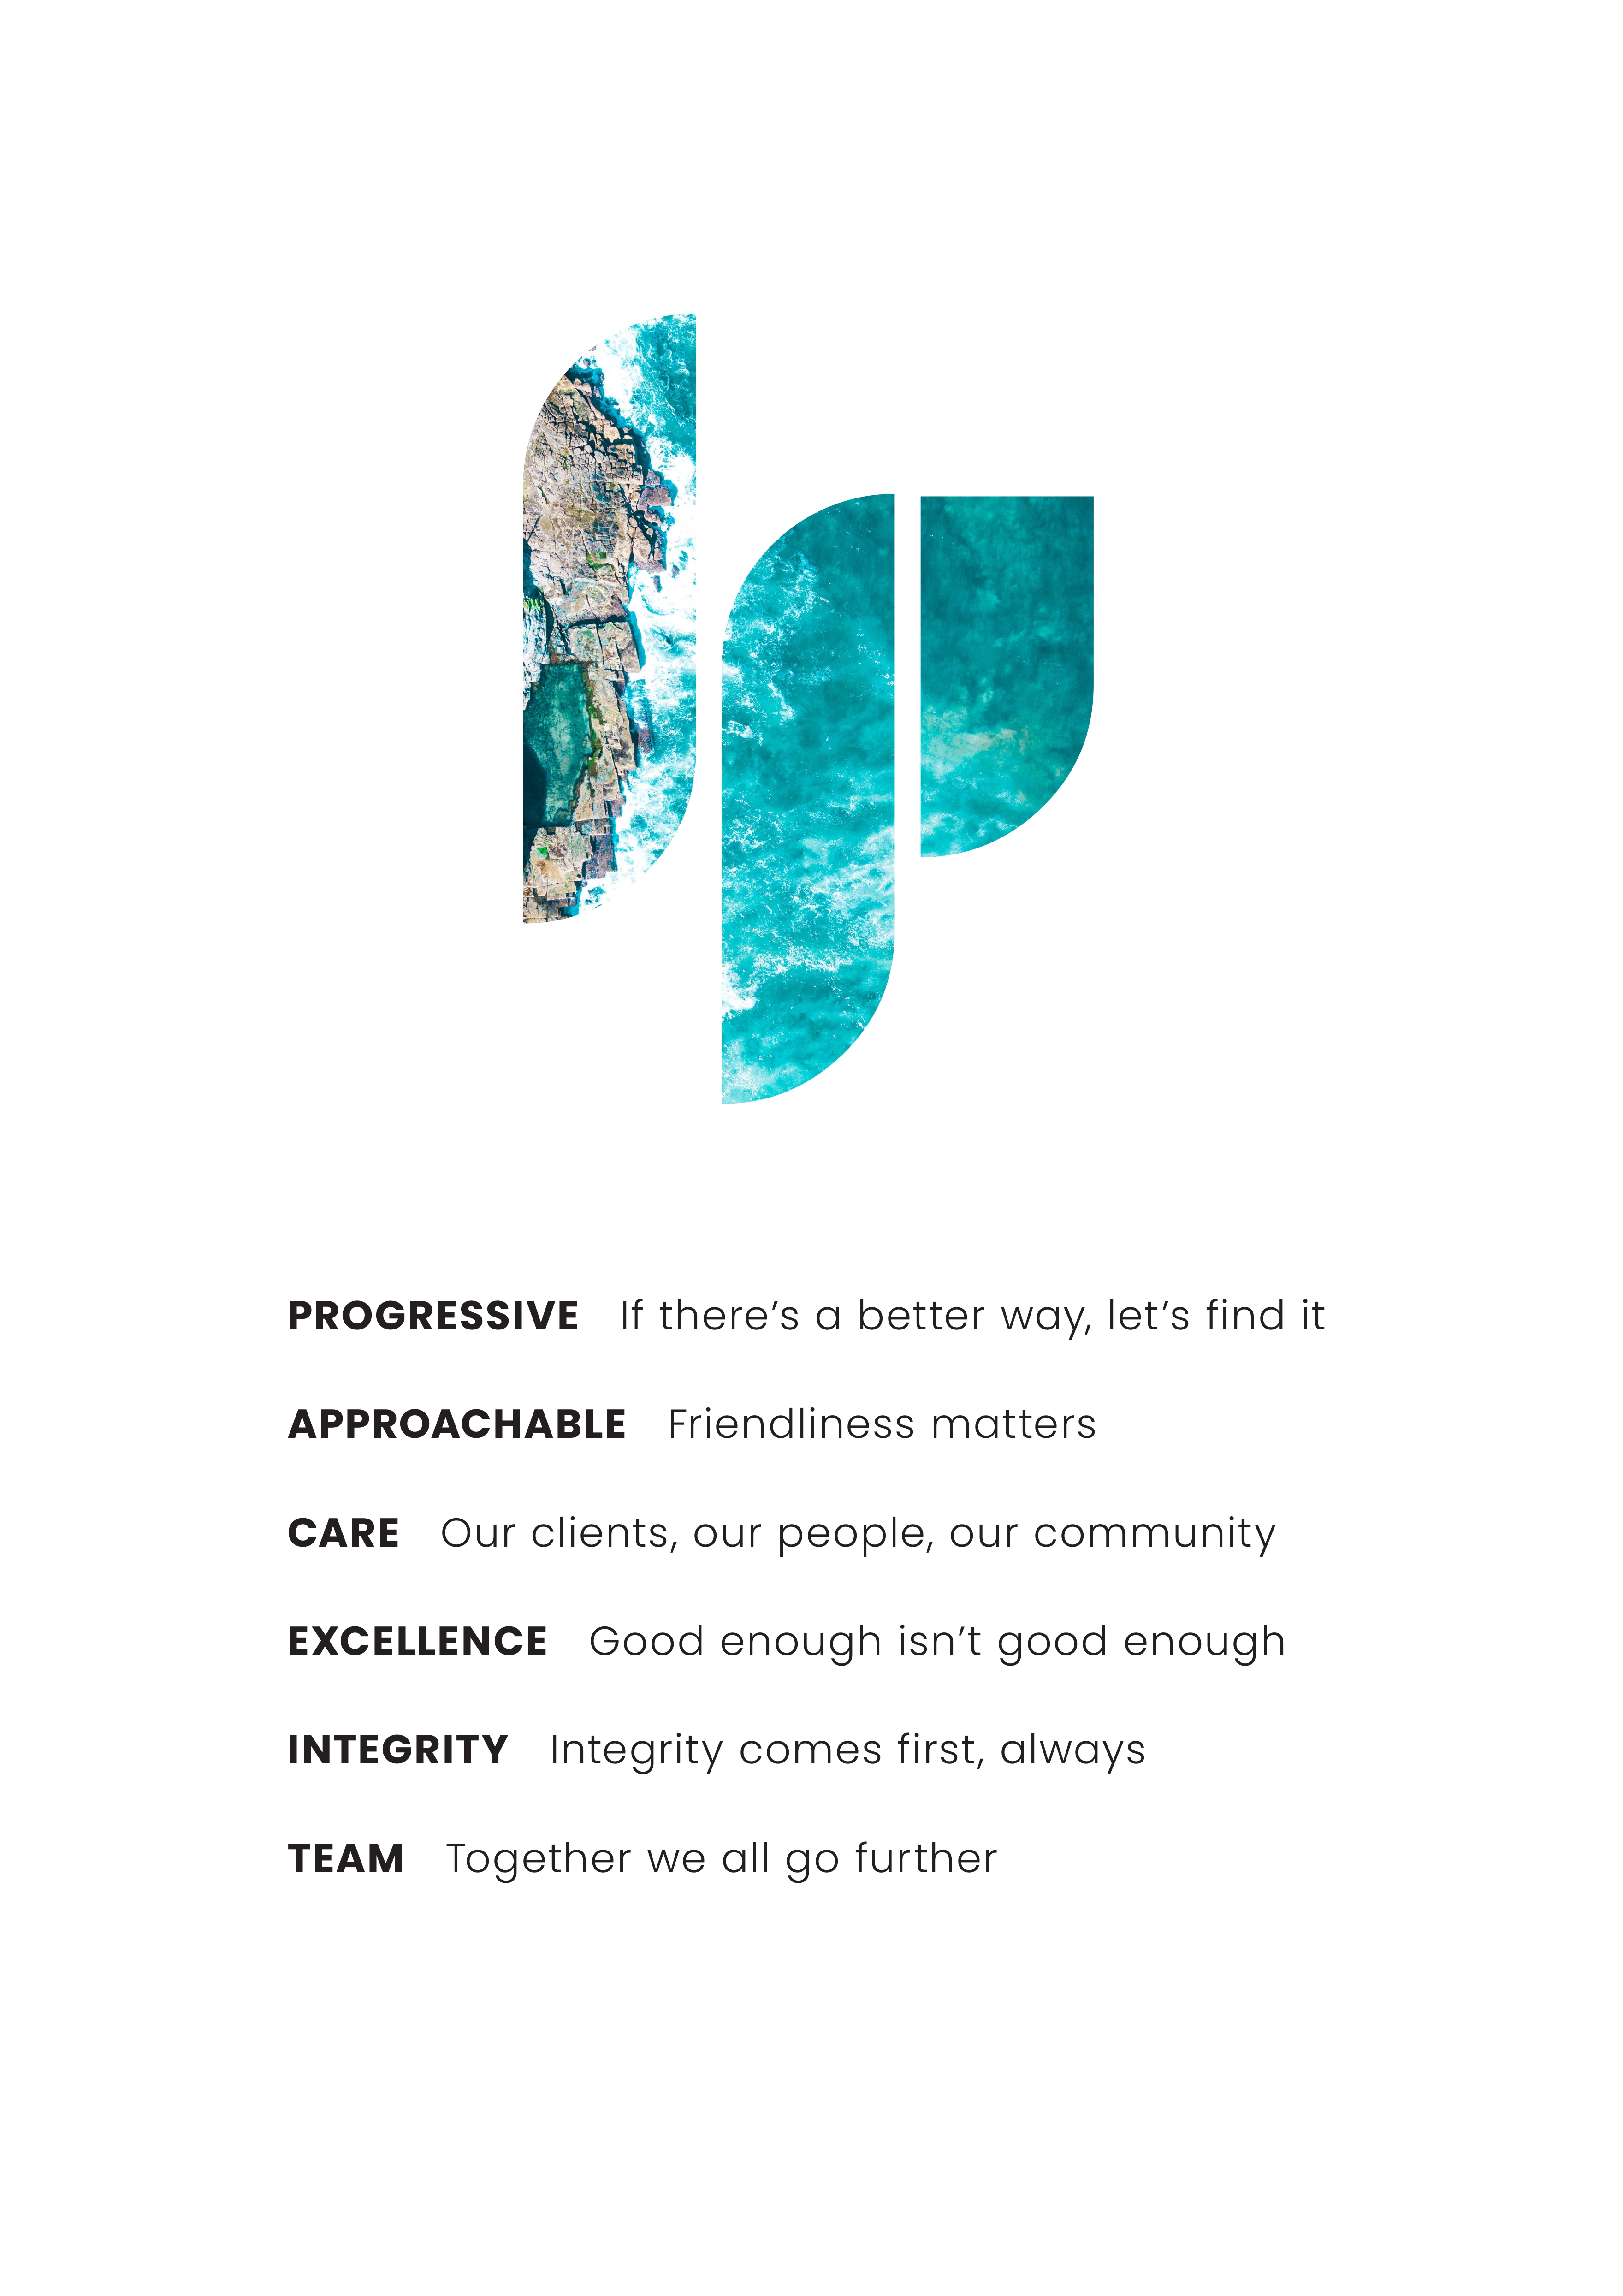 PROGRESSIVE If there’s a better way, let’s find it
APPROACHABLE Friendliness matters
CARE Our clients, our people, our community
EXCELLENCE Good enough isn’t good enough
INTEGRITY Integrity comes first, always
TEAM Together we all go further